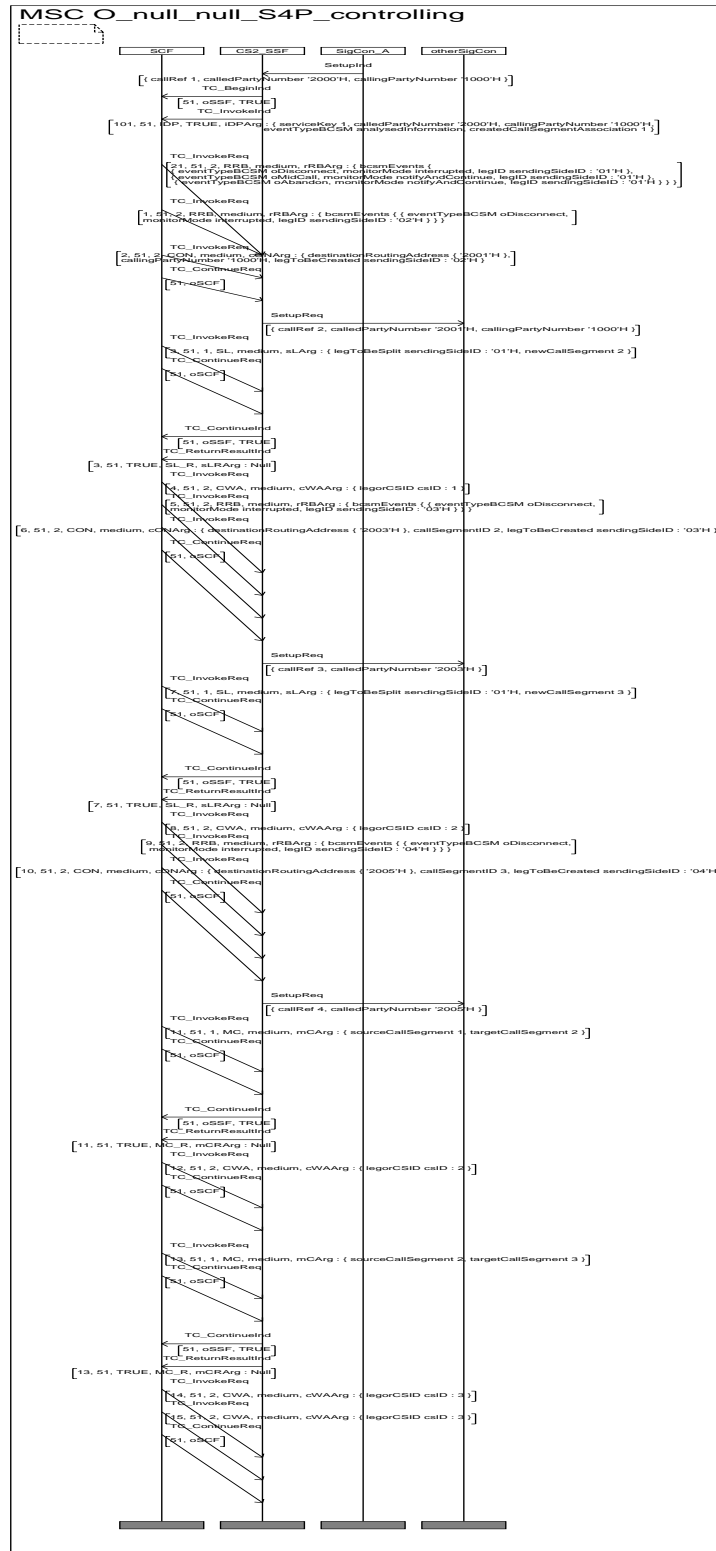 MSC O_null_null_S4P_controlling
SCF
CS2_SSF
SigCon_A
otherSigCon
SetupInd
[{ callRef 1, calledPartyNumber '2000'H, callingPartyNumber '1000'H }]
TC_BeginInd
[51, oSSF, TRUE]
TC_InvokeInd
[101, 51, IDP, TRUE, iDPArg : { serviceKey 1, calledPartyNumber '2000'H, callingPartyNumber '1000'H,
eventTypeBCSM analysedInformation, createdCallSegmentAssociation 1 }]
TC_InvokeReq
[21, 51, 2, RRB, medium, rRBArg : { bcsmEvents {
{ eventTypeBCSM oDisconnect, monitorMode interrupted, legID sendingSideID : '01'H },
{ eventTypeBCSM oMidCall, monitorMode notifyAndContinue, legID sendingSideID : '01'H },
{ eventTypeBCSM oAbandon, monitorMode notifyAndContinue, legID sendingSideID : '01'H } } }]
TC_InvokeReq
[1, 51, 2, RRB, medium, rRBArg : { bcsmEvents { { eventTypeBCSM oDisconnect,
monitorMode interrupted, legID sendingSideID : '02'H } } }]
TC_InvokeReq
[2, 51, 2, CON, medium, cONArg : { destinationRoutingAddress { '2001'H },
callingPartyNumber '1000'H, legToBeCreated sendingSideID : '02'H }]
TC_ContinueReq
[51, oSCF]
SetupReq
[{ callRef 2, calledPartyNumber '2001'H, callingPartyNumber '1000'H }]
TC_InvokeReq
[3, 51, 1, SL, medium, sLArg : { legToBeSplit sendingSideID : '01'H, newCallSegment 2 }]
TC_ContinueReq
[51, oSCF]
TC_ContinueInd
[51, oSSF, TRUE]
TC_ReturnResultInd
[3, 51, TRUE, SL_R, sLRArg : Null]
TC_InvokeReq
[4, 51, 2, CWA, medium, cWAArg : { legorCSID csID : 1 }]
TC_InvokeReq
[5, 51, 2, RRB, medium, rRBArg : { bcsmEvents { { eventTypeBCSM oDisconnect,
monitorMode interrupted, legID sendingSideID : '03'H } } }]
TC_InvokeReq
[6, 51, 2, CON, medium, cONArg : { destinationRoutingAddress { '2003'H }, callSegmentID 2, legToBeCreated sendingSideID : '03'H
TC_ContinueReq
[51, oSCF]
SetupReq
[{ callRef 3, calledPartyNumber '2003'H }]
TC_InvokeReq
[7, 51, 1, SL, medium, sLArg : { legToBeSplit sendingSideID : '01'H, newCallSegment 3 }]
TC_ContinueReq
[51, oSCF]
TC_ContinueInd
[51, oSSF, TRUE]
TC_ReturnResultInd
[7, 51, TRUE, SL_R, sLRArg : Null]
TC_InvokeReq
[8, 51, 2, CWA, medium, cWAArg : { legorCSID csID : 2 }]
TC_InvokeReq
[9, 51, 2, RRB, medium, rRBArg : { bcsmEvents { { eventTypeBCSM oDisconnect,
monitorMode interrupted, legID sendingSideID : '04'H } } }]
TC_InvokeReq
[10, 51, 2, CON, medium, cONArg : { destinationRoutingAddress { '2005'H }, callSegmentID 3, legToBeCreated sendingSideID : '04'H
TC_ContinueReq
[51, oSCF]
SetupReq
[{ callRef 4, calledPartyNumber '2005'H }]
TC_InvokeReq
[11, 51, 1, MC, medium, mCArg : { sourceCallSegment 1, targetCallSegment 2 }]
TC_ContinueReq
[51, oSCF]
TC_ContinueInd
[51, oSSF, TRUE]
TC_ReturnResultInd
[11, 51, TRUE, MC_R, mCRArg : Null]
TC_InvokeReq
[12, 51, 2, CWA, medium, cWAArg : { legorCSID csID : 2 }]
TC_ContinueReq
[51, oSCF]
TC_InvokeReq
[13, 51, 1, MC, medium, mCArg : { sourceCallSegment 2, targetCallSegment 3 }]
TC_ContinueReq
[51, oSCF]
TC_ContinueInd
[51, oSSF, TRUE]
TC_ReturnResultInd
[13, 51, TRUE, MC_R, mCRArg : Null]
TC_InvokeReq
[14, 51, 2, CWA, medium, cWAArg : { legorCSID csID : 3 }]
TC_InvokeReq
[15, 51, 2, CWA, medium, cWAArg : { legorCSID csID : 3 }]
TC_ContinueReq
[51, oSCF]